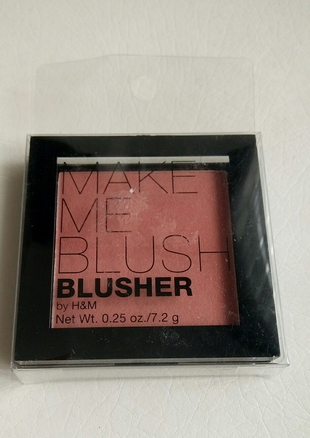 MAKE
ME
BLUSH
BLUSHER
by H&M
Net Wt. 0.25 oz./7.2 g